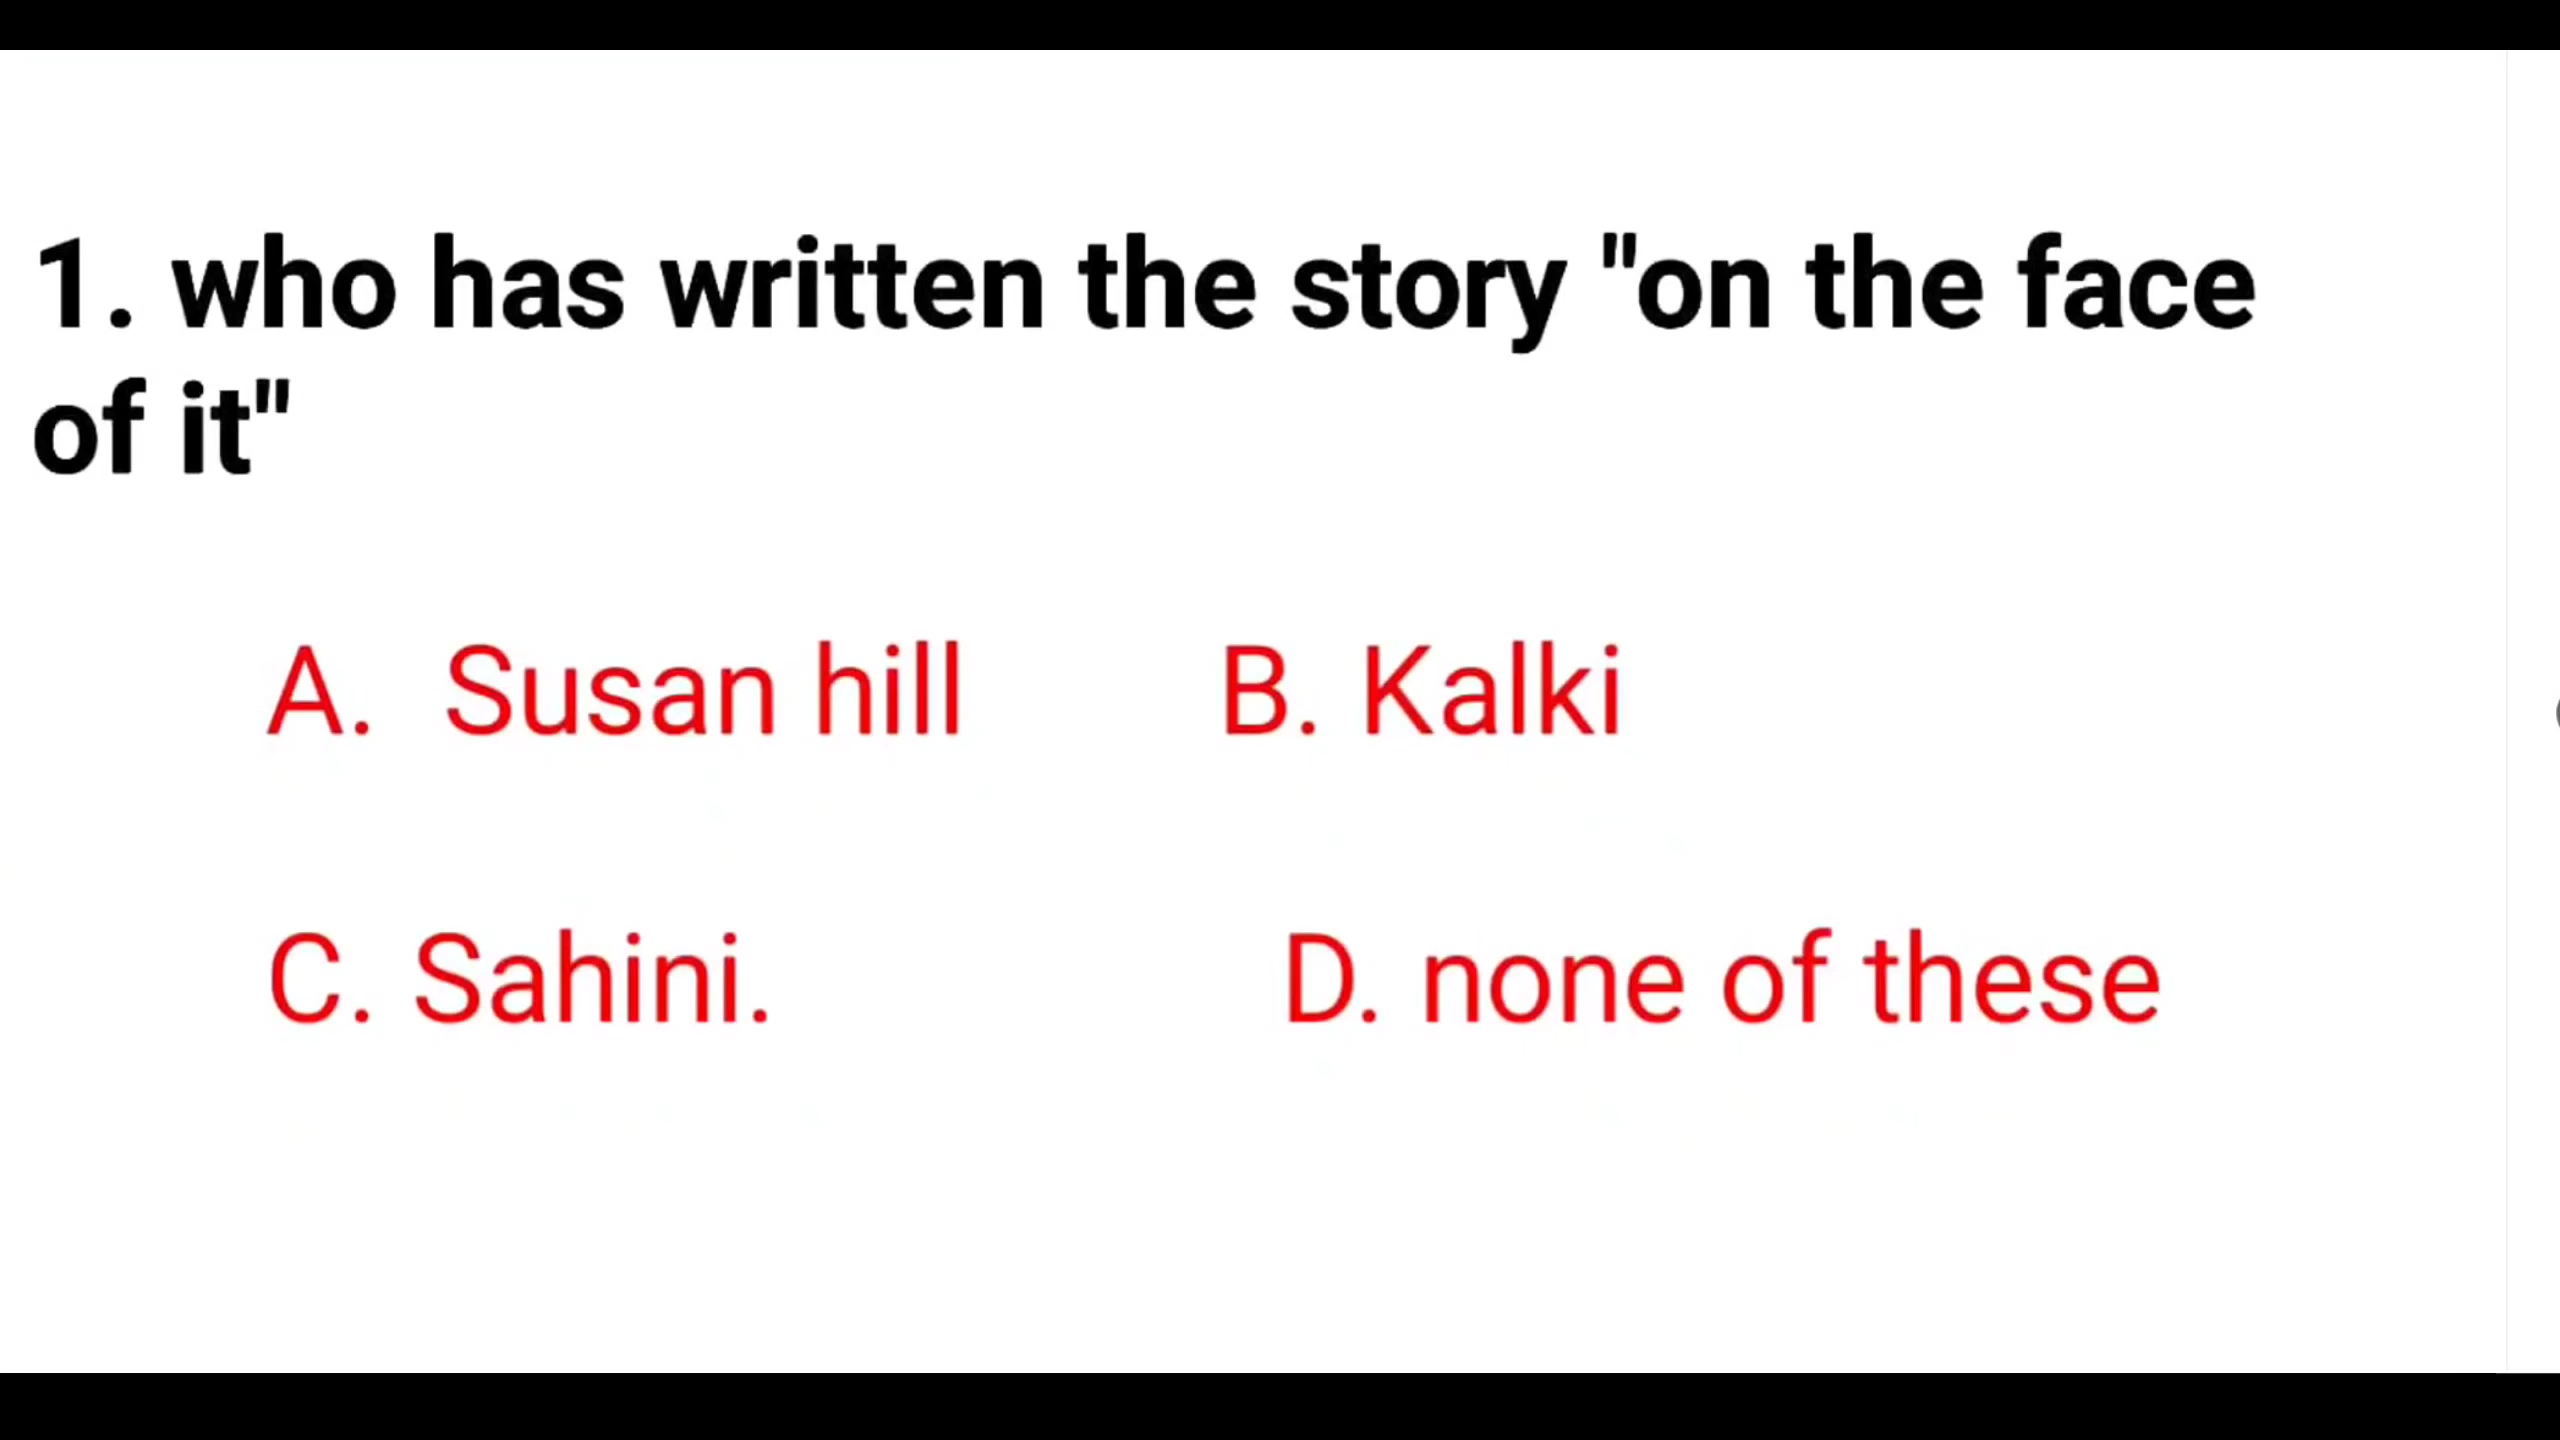 1. who has written the story "on the face
of it"
A. Susan hill B. Kalki
C. Sahini. D. none of these